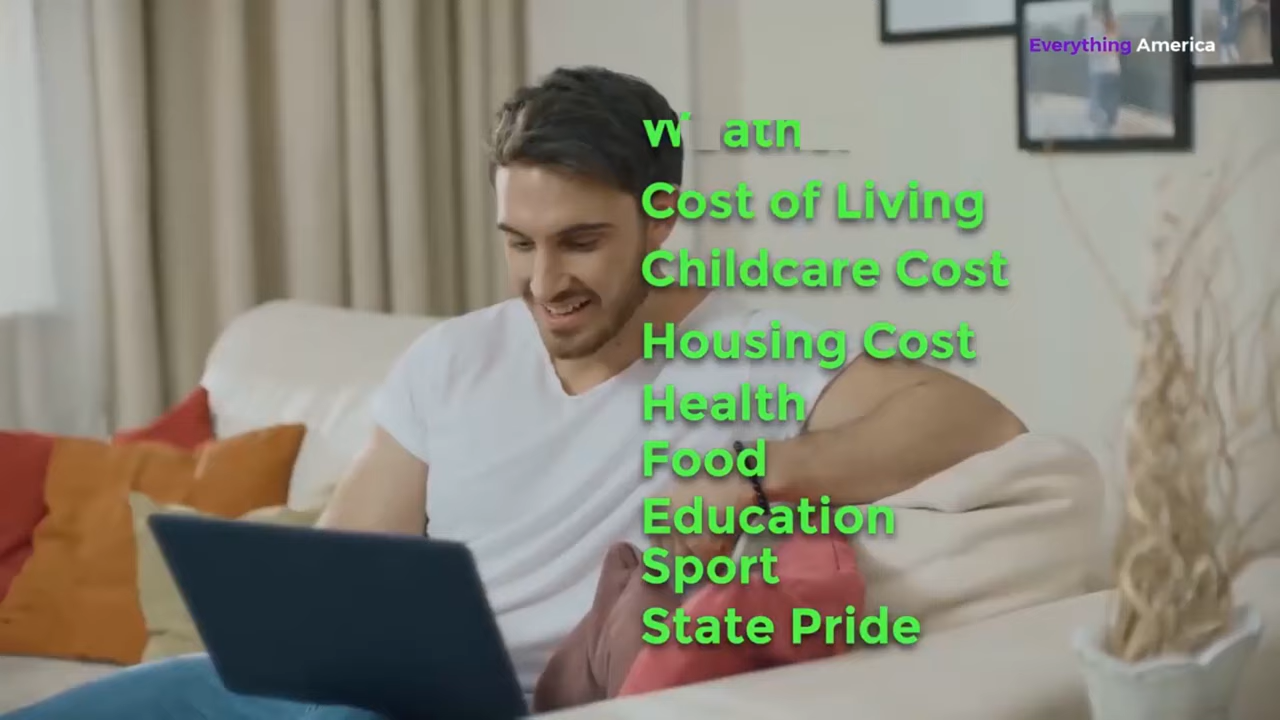 Everything America
Cost of Living
Childcare Cost
Housing Cost
Health
Food
Education
Sport
State Pride